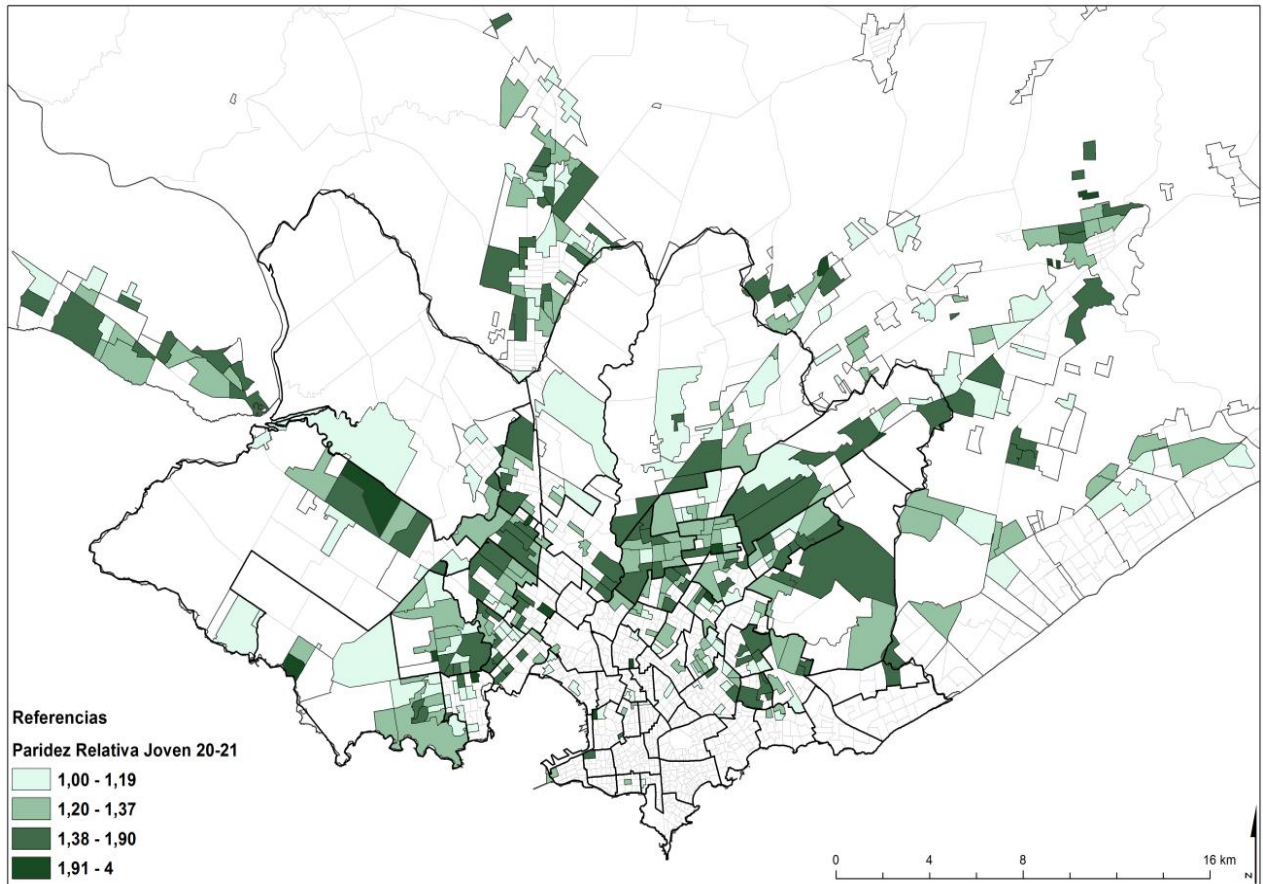 Referencias
Paridez Relativa Joven 20-21
1,00 - 1,19
1,20 - 1,37
1,38 - 1,90
1,91 - 4
0 4 8 16 km
N